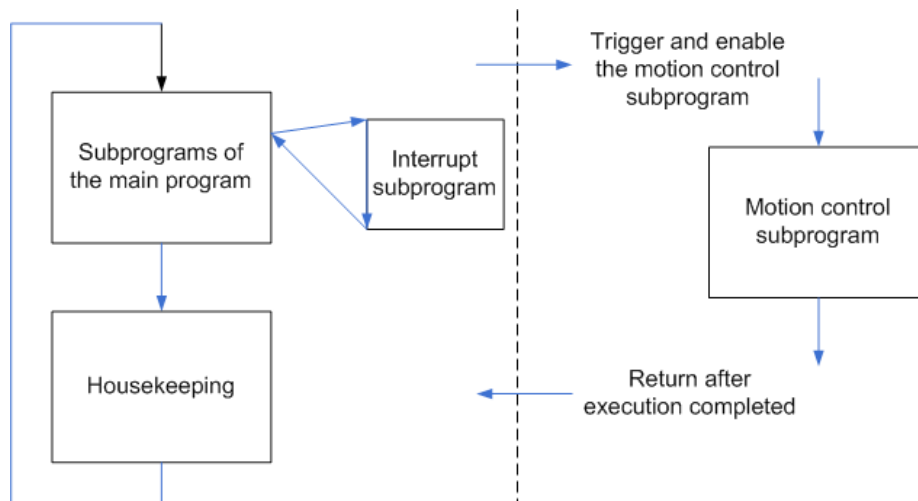 Subprograms of
the main program
Interrupt
subprogram
Housekeeping
Trigger and enable
the motion control
subprogram
Motion control
subprogram
Return after
execution completed